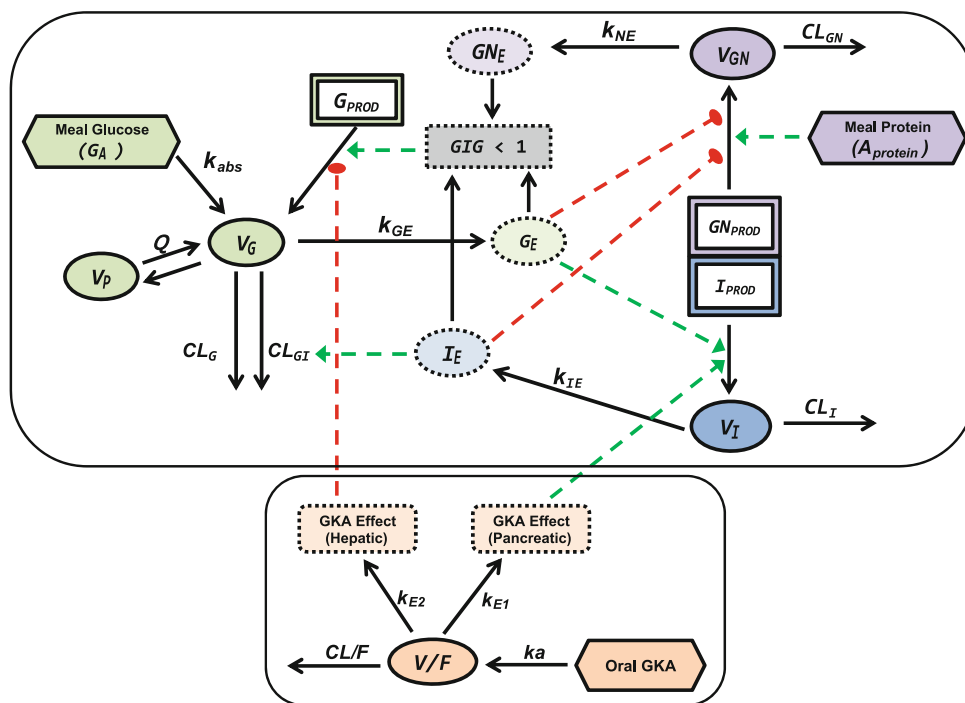 k_NE
CL_GN
GN_E
V_GN
G_PROD
Meal Glucose
(G_A)
GIG < 1
Meal Protein
(A_protein)
k_abs
k_GE
GN_PROD
Q
V_G
G_E
V_P
I_PROD
CL_G
CL_GI
I_E
k_IE
CL_I
V_I
GKA Effect
(Hepatic)
GKA Effect
(Pancreatic)
k_E2
k_E1
CL/F
V/F
ka
Oral GKA